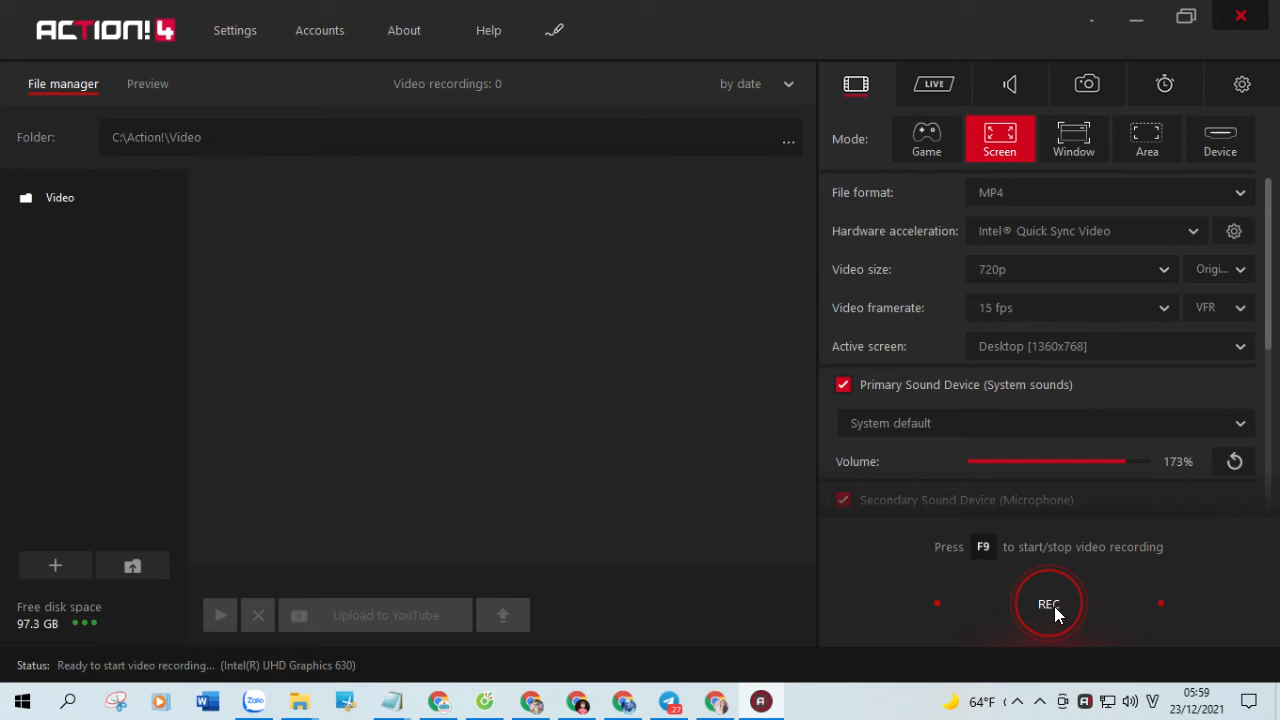 ACTION! 4
Settings
Accounts
About
Help
File manager
Preview
Video recordings: 0
by date
LIVE
Folder:
C:\Action!\Video
...
Mode:
Game
Screen
Window
Area
Device
Video
File format:
MP4
Hardware acceleration:
Intel® Quick Sync Video
Video size:
720p
Origi...
Video framerate:
15 fps
VFR
Active screen:
Desktop [1360x768]
Primary Sound Device (System sounds)
System default
Volume:
173%
Secondary Sound Device (Microphone)
Press F9 to start/stop video recording
REC
Free disk space
97.3 GB
Upload to YouTube
Status: Ready to start video recording... (Intel(R) UHD Graphics 630)
Zalo
22
64°F
V
05:59
23/12/2021